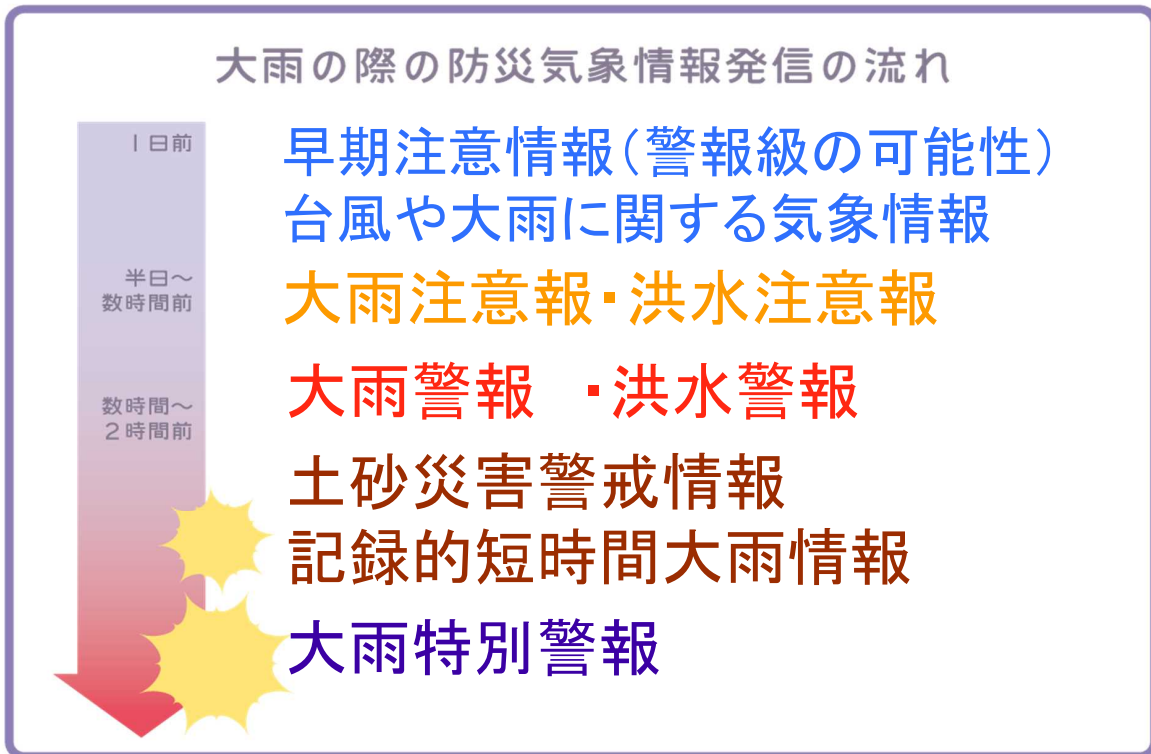 大雨の際の防災気象情報発信の流れ
1日前
早期注意情報（警報級の可能性）
台風や大雨に関する気象情報
半日～
数時間前
大雨注意報・洪水注意報
大雨警報　・洪水警報
数時間～
2時間前
土砂災害警戒情報
記録的短時間大雨情報
大雨特別警報